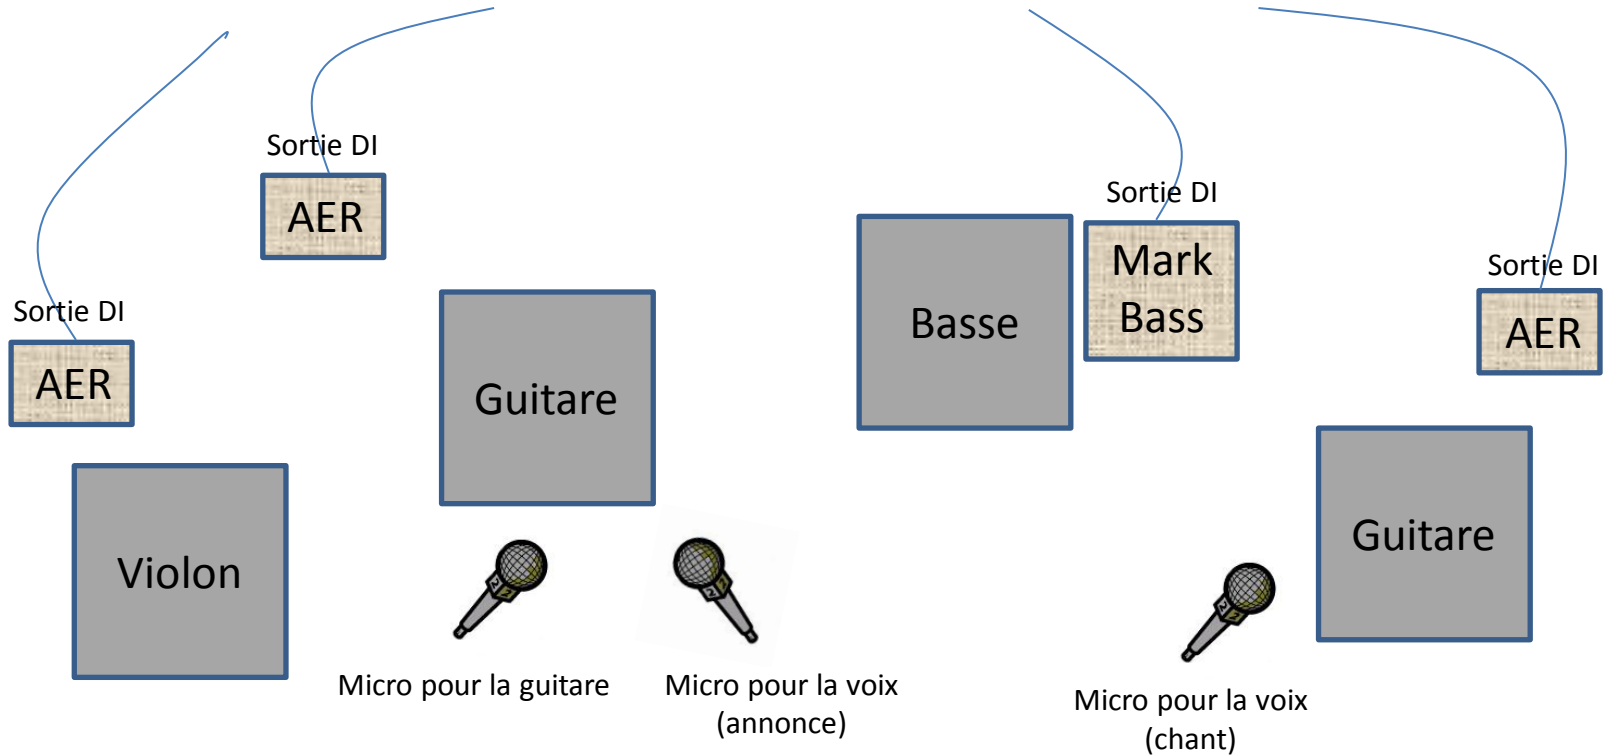 Sortie DI
AER
Sortie DI
Mark
Bass
Sortie DI
AER
Sortie DI
AER
Guitare
Basse
Violon
Guitare
Micro pour la guitare
Micro pour la voix
(annonce)
Micro pour la voix
(chant)